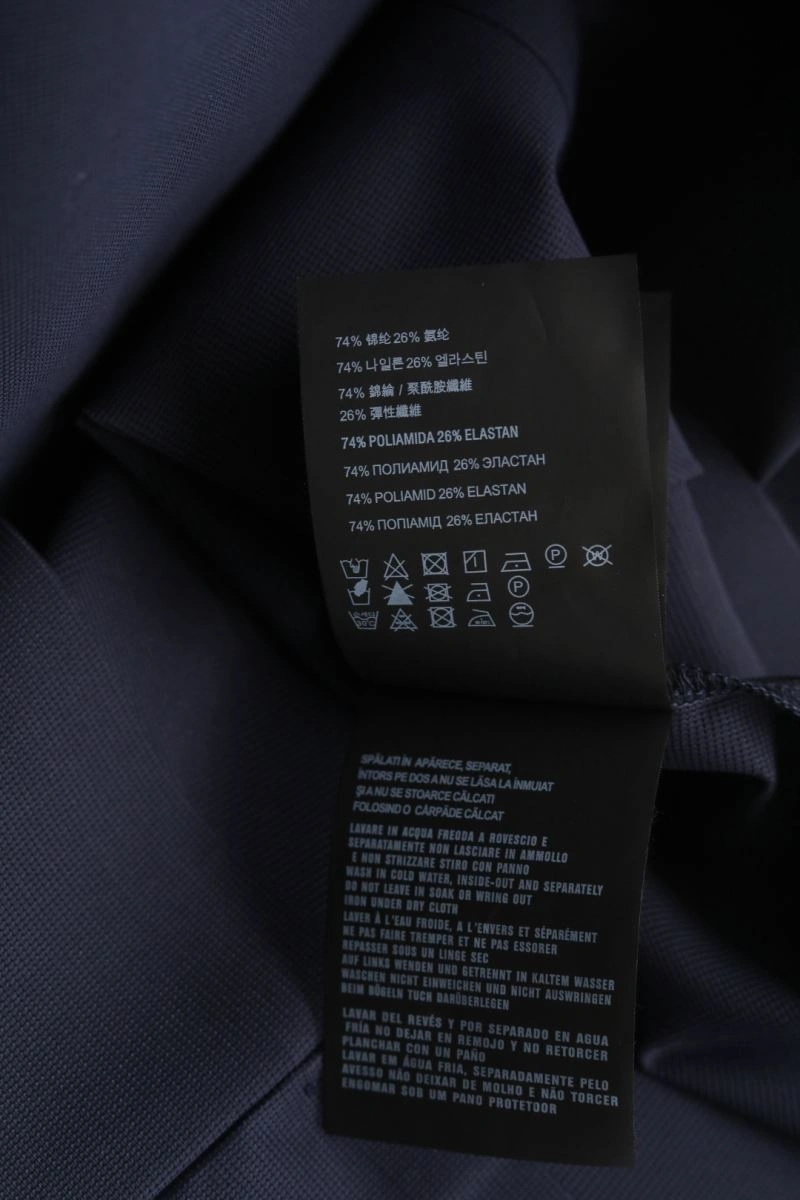 74% 锦纶 26% 氨纶
74% 나일론 26% 엘라스틴
74% 錦綸 / 聚酰胺纖維
26% 彈性纖維
74% POLIAMIDA 26% ELASTAN
74% ПОЛИАМИД 26% ЭЛАСТАН
74% POLIAMID 26% ELASTAN
74% ПОПІАМІД 26% ЕЛАСТАН
P W
P
30°C
SPĂLATI ÎN APĂRECE, SEPARAT,
ÎNTORS PE DOS A NU SE LĂSA LA ÎNMUIAT
ȘI A NU SE STOARCE CĂLCATI
FOLOSIND O CÂRPĂDE CĂLCAT
LAVARE IN ACQUA FREDDA A ROVESCIO E
SEPARATAMENTE NON LASCIARE IN AMMOLLO
E NON STRIZZARE STIRO CON PANNO
WASH IN COLD WATER, INSIDE-OUT AND SEPARATELY
DO NOT LEAVE IN SOAK OR WRING OUT
IRON UNDER DRY CLOTH
LAVER À L'EAU FROIDE, A L'ENVERS ET SÉPARÉMENT
NE PAS FAIRE TREMPER ET NE PAS ESSORER
REPASSER SOUS UN LINGE SEC
AUF LINKS WENDEN UND GETRENNT IN KALTEM WASSER
WASCHEN NICHT EINWEICHEN UND NICHT AUSWRINGEN
BEIM BÜGELN TUCH DARÜBERLEGEN
LAVAR DEL REVÉS Y POR SEPARADO EN AGUA
FRÍA NO DEJAR EN REMOJO Y NO RETORCER
PLANCHAR CON UN PAÑO
LAVAR EM ÁGUA FRIA, SEPARADAMENTE PELO
AVESSO NÃO DEIXAR DE MOLHO E NÃO TORCER
ENGOMAR SOB UM PANO PROTETOOR